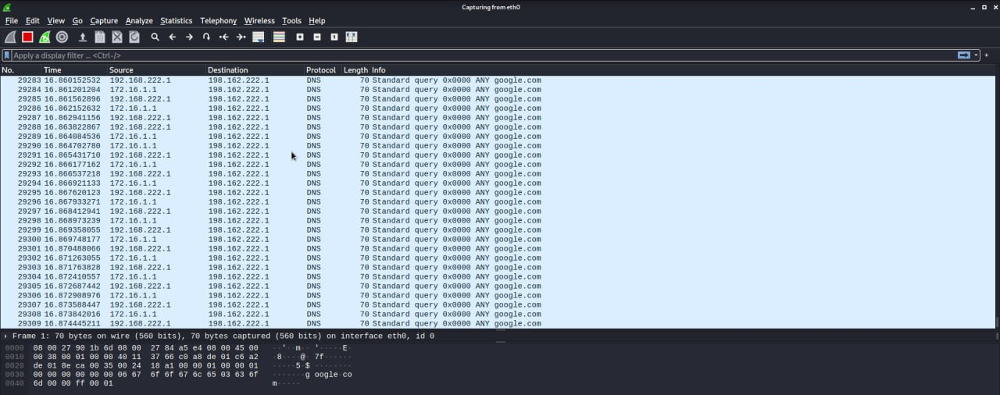 Capturing from eth0
File Edit View Go Capture Analyze Statistics Telephony Wireless Tools Help
Apply a display filter ... <Ctrl-/>
No. Time Source Destination Protocol Length Info
29283 16.860152532 192.168.222.1 198.162.222.1 DNS 70 Standard query 0x0000 ANY google.com
29284 16.861201204 172.16.1.1 198.162.222.1 DNS 70 Standard query 0x0000 ANY google.com
29285 16.861562896 192.168.222.1 198.162.222.1 DNS 70 Standard query 0x0000 ANY google.com
29286 16.862152632 172.16.1.1 198.162.222.1 DNS 70 Standard query 0x0000 ANY google.com
29287 16.862941156 192.168.222.1 198.162.222.1 DNS 70 Standard query 0x0000 ANY google.com
29288 16.863822867 192.168.222.1 198.162.222.1 DNS 70 Standard query 0x0000 ANY google.com
29289 16.864084536 172.16.1.1 198.162.222.1 DNS 70 Standard query 0x0000 ANY google.com
29290 16.864702780 172.16.1.1 198.162.222.1 DNS 70 Standard query 0x0000 ANY google.com
29291 16.865431710 192.168.222.1 198.162.222.1 DNS 70 Standard query 0x0000 ANY google.com
29292 16.866177162 172.16.1.1 198.162.222.1 DNS 70 Standard query 0x0000 ANY google.com
29293 16.866537218 192.168.222.1 198.162.222.1 DNS 70 Standard query 0x0000 ANY google.com
29294 16.866921133 172.16.1.1 198.162.222.1 DNS 70 Standard query 0x0000 ANY google.com
29295 16.867620123 192.168.222.1 198.162.222.1 DNS 70 Standard query 0x0000 ANY google.com
29296 16.867933271 172.16.1.1 198.162.222.1 DNS 70 Standard query 0x0000 ANY google.com
29297 16.868412941 192.168.222.1 198.162.222.1 DNS 70 Standard query 0x0000 ANY google.com
29298 16.868973239 172.16.1.1 198.162.222.1 DNS 70 Standard query 0x0000 ANY google.com
29299 16.869358055 192.168.222.1 198.162.222.1 DNS 70 Standard query 0x0000 ANY google.com
29300 16.869748177 172.16.1.1 198.162.222.1 DNS 70 Standard query 0x0000 ANY google.com
29301 16.870488066 192.168.222.1 198.162.222.1 DNS 70 Standard query 0x0000 ANY google.com
29302 16.871263055 172.16.1.1 198.162.222.1 DNS 70 Standard query 0x0000 ANY google.com
29303 16.871763828 192.168.222.1 198.162.222.1 DNS 70 Standard query 0x0000 ANY google.com
29304 16.872410557 172.16.1.1 198.162.222.1 DNS 70 Standard query 0x0000 ANY google.com
29305 16.872687442 192.168.222.1 198.162.222.1 DNS 70 Standard query 0x0000 ANY google.com
29306 16.872908976 172.16.1.1 198.162.222.1 DNS 70 Standard query 0x0000 ANY google.com
29307 16.873588447 192.168.222.1 198.162.222.1 DNS 70 Standard query 0x0000 ANY google.com
29308 16.873842016 172.16.1.1 198.162.222.1 DNS 70 Standard query 0x0000 ANY google.com
29309 16.874445211 192.168.222.1 198.162.222.1 DNS 70 Standard query 0x0000 ANY google.com
Frame 1: 70 bytes on wire (560 bits), 70 bytes captured (560 bits) on interface eth0, id 0
0000 08 00 27 90 1b 6d 08 00 27 84 a5 e4 08 00 45 00 ··'··m·· '·····E·
0010 00 38 00 01 00 00 40 11 37 66 c0 a8 de 01 c6 a2 ·8····@· 7f······
0020 de 01 8e ca 00 35 00 24 18 a1 00 00 01 00 00 01 ·····5·$ ········
0030 00 00 00 00 00 00 06 67 6f 6f 67 6c 65 03 63 6f ·······g oogle·co
0040 6d 00 00 ff 00 01 m·····